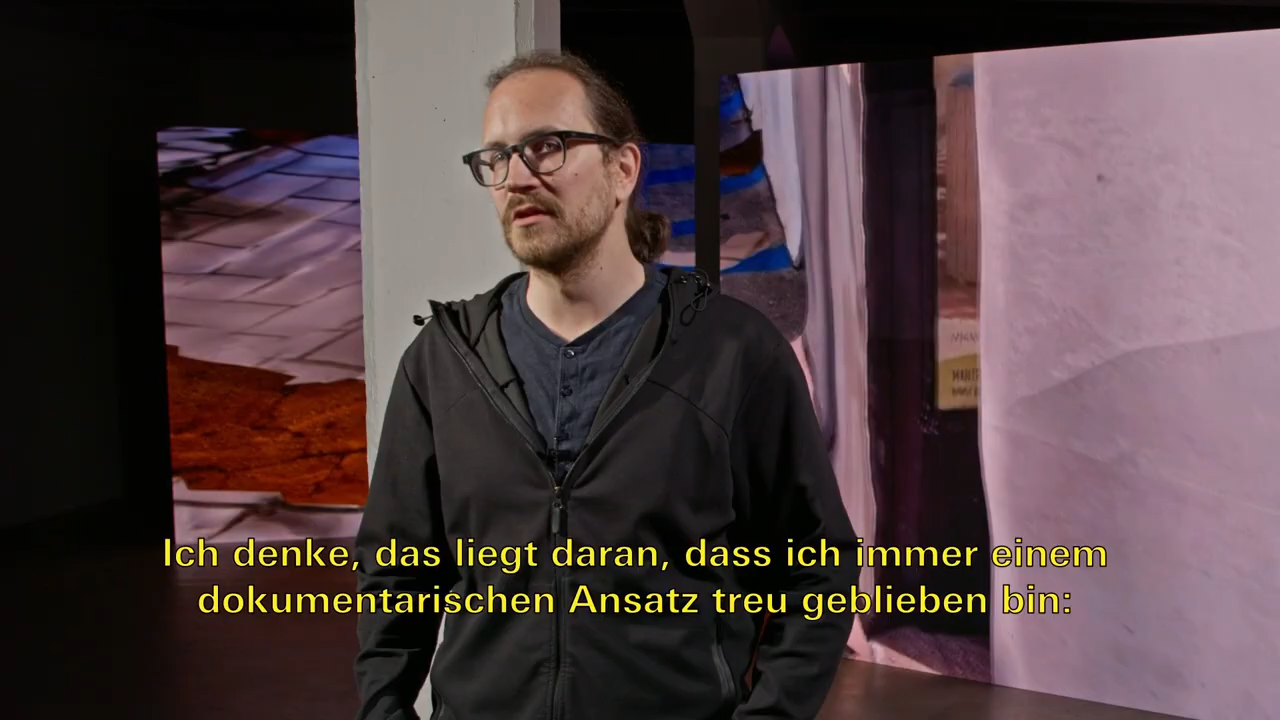 Ich denke, das liegt daran, dass ich immer einem
dokumentarischen Ansatz treu geblieben bin: